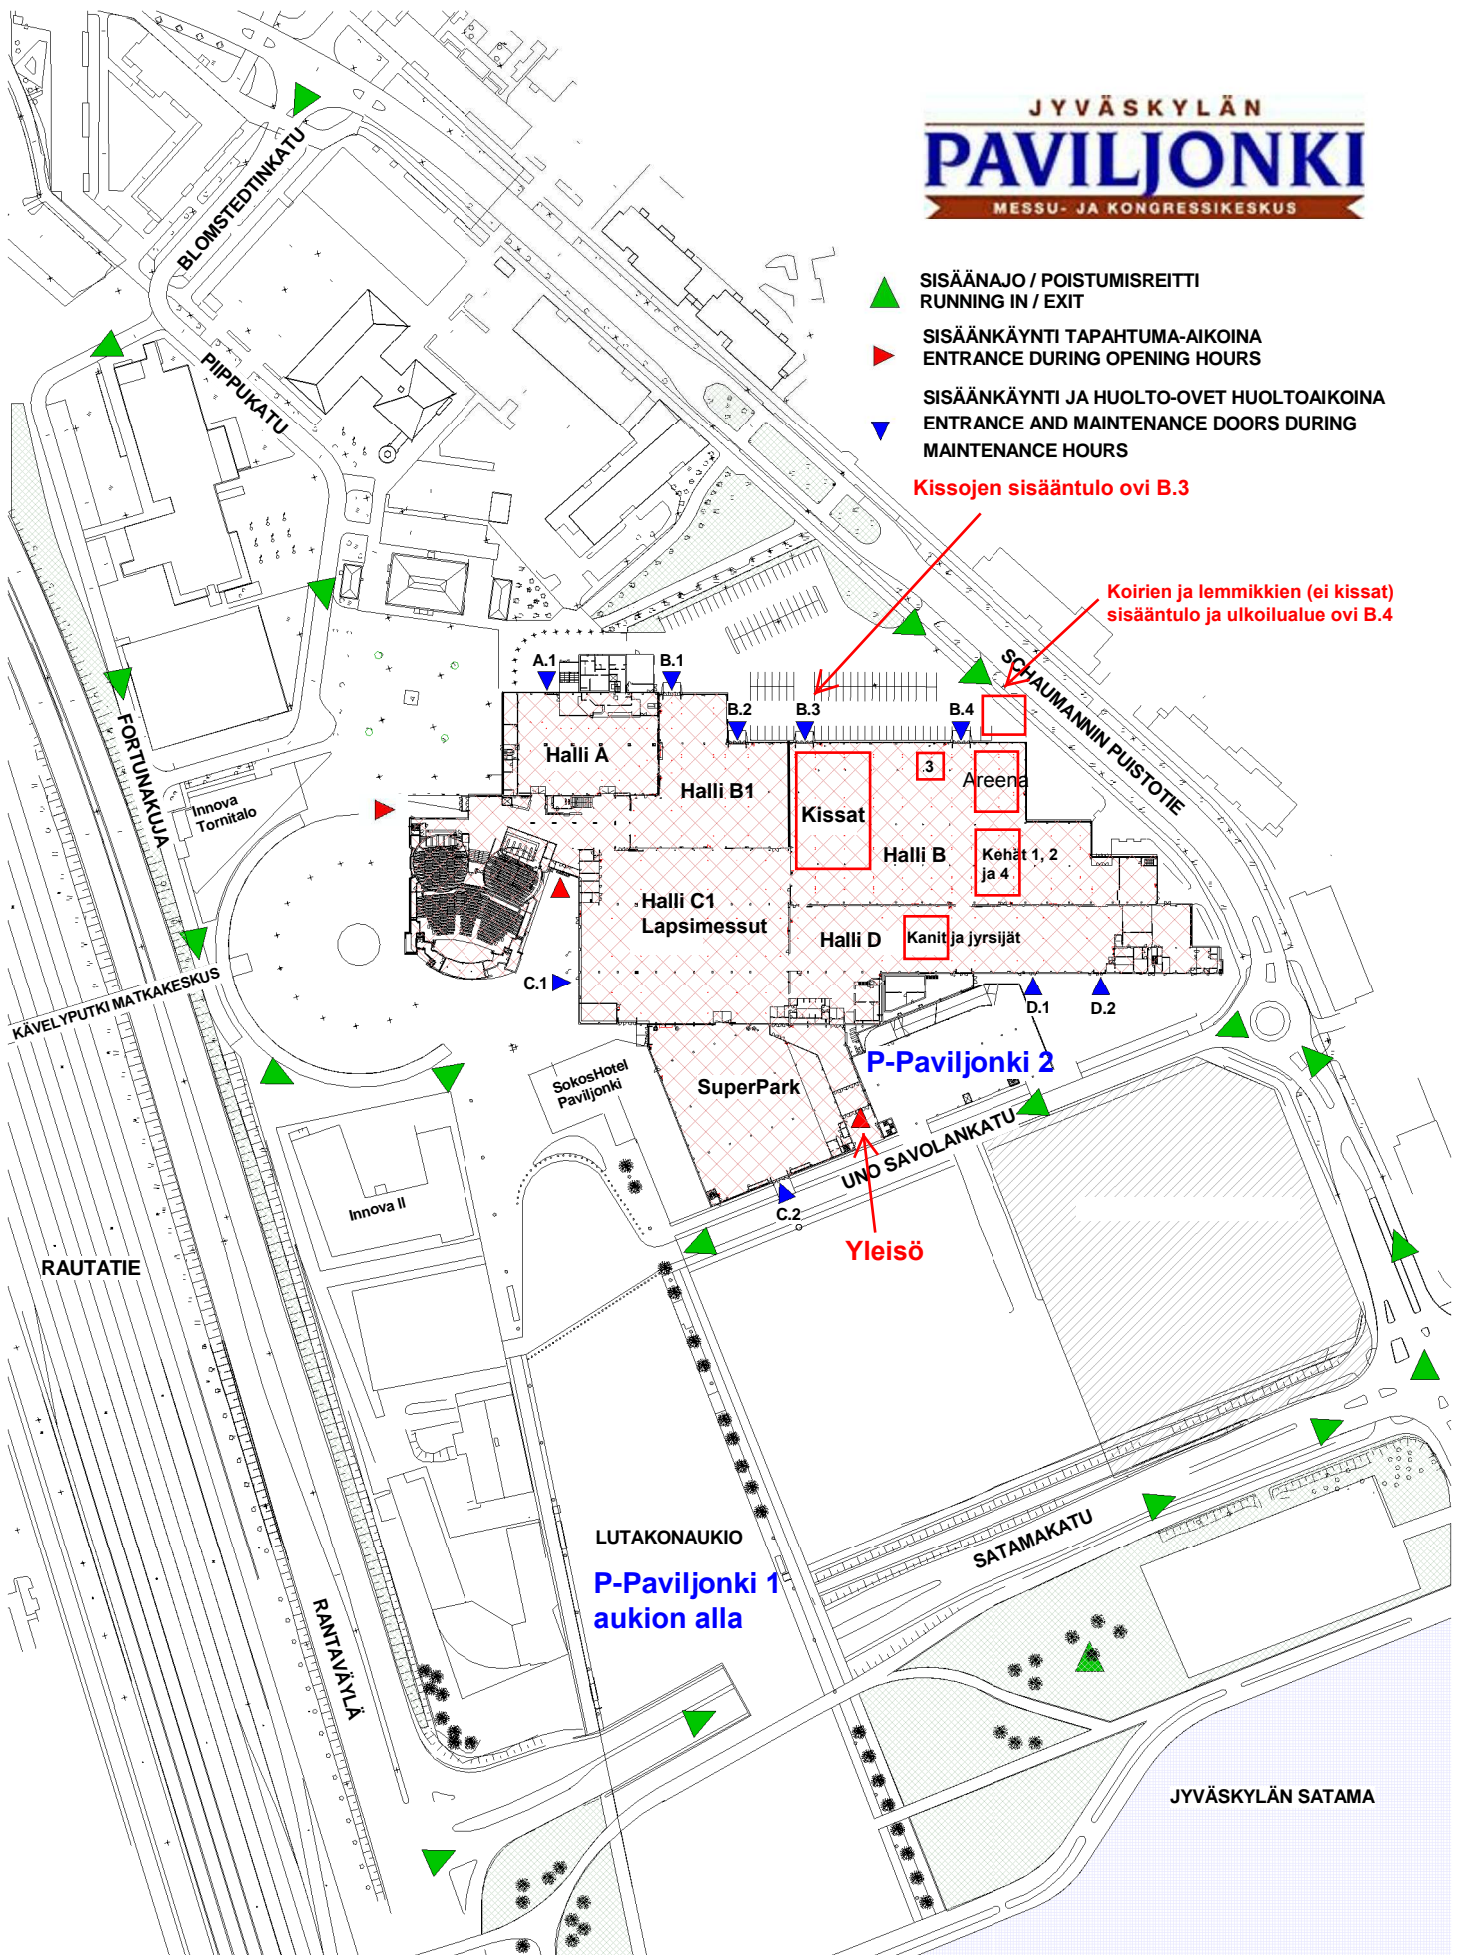 JYVÄSKYLÄN
PAVILJONKI
MESSU- JA KONGRESSIKESKUS
SISÄÄNAJO / POISTUMISREITTI
RUNNING IN / EXIT
SISÄÄNKÄYNTI TAPAHTUMA-AIKOINA
ENTRANCE DURING OPENING HOURS
SISÄÄNKÄYNTI JA HUOLTO-OVET HUOLTOAIKOINA
ENTRANCE AND MAINTENANCE DOORS DURING
MAINTENANCE HOURS
Kissojen sisääntulo ovi B.3
Koirien ja lemmikkien (ei kissat)
sisääntulo ja ulkoilualue ovi B.4
BLOMSTEDTINKATU
PIIPPUKATU
FORTUNAKUJA
SCHAUMANNIN PUISTOTIE
A.1
B.1
B.2
B.3
B.4
Halli A
Halli B1
3
Areena
Kissat
Innova
Tornitalo
Halli B
Kehät 1, 2
ja 4
Halli C1
Lapsimessut
Halli D
Kanit ja jyrsijät
C.1
D.1
D.2
KÄVELYPUTKI MATKAKESKUS
SokosHotel
Paviljonki
SuperPark
P-Paviljonki 2
UNO SAVOLANKATU
C.2
Innova II
Yleisö
RAUTATIE
LUTAKONAUKIO
P-Paviljonki 1
aukion alla
SATAMAKATU
RANTAVÄYLÄ
JYVÄSKYLÄN SATAMA